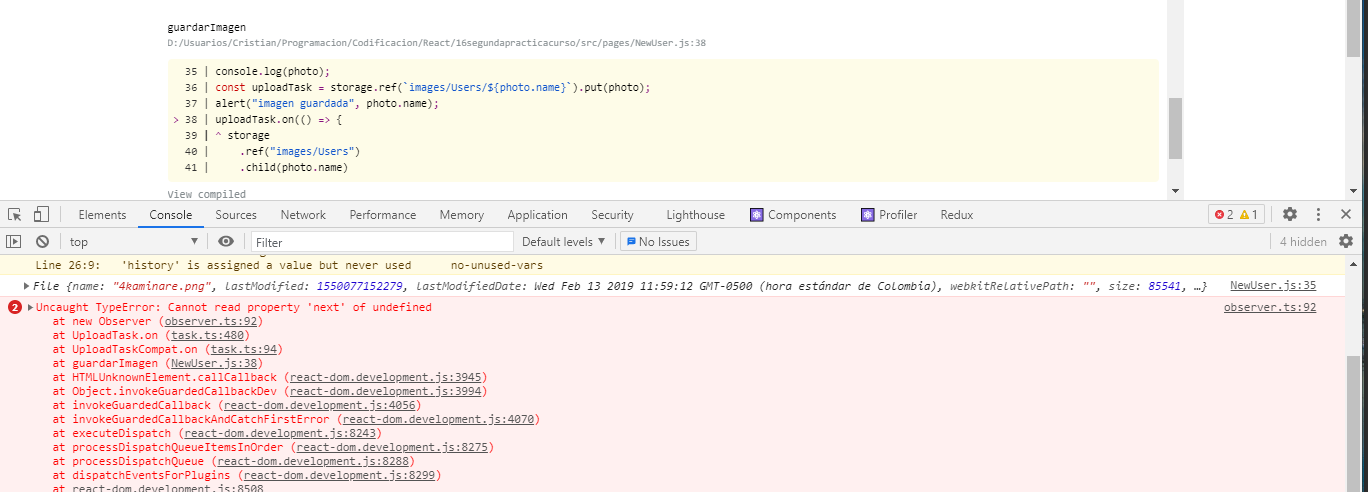 guardarImagen
D:/Usuarios/Cristian/Programacion/Codificacion/React/16segundapracticacurso/src/pages/NewUser.js:38
35 | console.log(photo);
36 | const uploadTask = storage.ref(`images/Users/${photo.name}`).put(photo);
37 | alert("imagen guardada", photo.name);
> 38 | uploadTask.on(() => {
39 | ^ storage
40 |     .ref("images/Users")
41 |     .child(photo.name)
View compiled
Elements Console Sources Network Performance Memory Application Security Lighthouse Components Profiler Redux 2 1
top Filter Default levels ▼ No Issues 4 hidden
Line 26:9: 'history' is assigned a value but never used no-unused-vars
File {name: "4kaminare.png", lastModified: 1550077152279, lastModifiedDate: Wed Feb 13 2019 11:59:12 GMT-0500 (hora estándar de Colombia), webkitRelativePath: "", size: 85541, …} NewUser.js:35
2 Uncaught TypeError: Cannot read property 'next' of undefined observer.ts:92
at new Observer (observer.ts:92)
at UploadTask.on (task.ts:480)
at UploadTaskCompat.on (task.ts:94)
at guardarImagen (NewUser.js:38)
at HTMLUnknownElement.callCallback (react-dom.development.js:3945)
at Object.invokeGuardedCallbackDev (react-dom.development.js:3994)
at invokeGuardedCallback (react-dom.development.js:4056)
at invokeGuardedCallbackAndCatchFirstError (react-dom.development.js:4070)
at executeDispatch (react-dom.development.js:8243)
at processDispatchQueueItemsInOrder (react-dom.development.js:8275)
at processDispatchQueue (react-dom.development.js:8288)
at dispatchEventsForPlugins (react-dom.development.js:8299)
at react-dom.development.js:8508